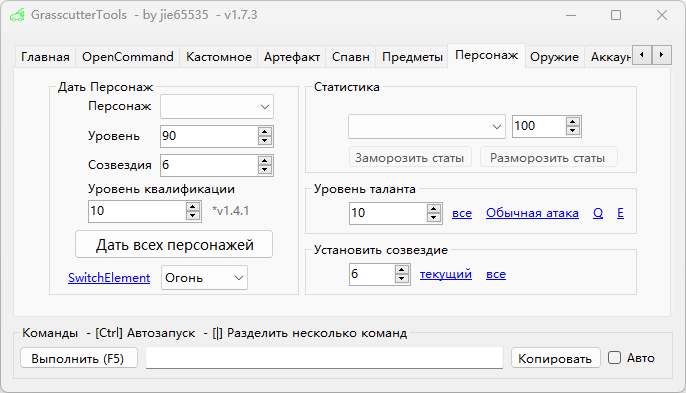 GrasscutterTools - by jie65535 - v1.7.3
Главная OpenCommand Кастомное Артефакт Спавн Предметы Персонаж Оружие Аккаун
Дать Персонаж
Персонаж
Уровень 90
Созвездия 6
Уровень квалификации
10 *v1.4.1
Дать всех персонажей
SwitchElement Огонь
Статистика
100
Заморозить статы Разморозить статы
Уровень таланта
10 все Обычная атака Q E
Установить созвездие
6 текущий все
Команды - [Ctrl] Автозапуск - [|] Разделить несколько команд
Выполнить (F5) Копировать Авто